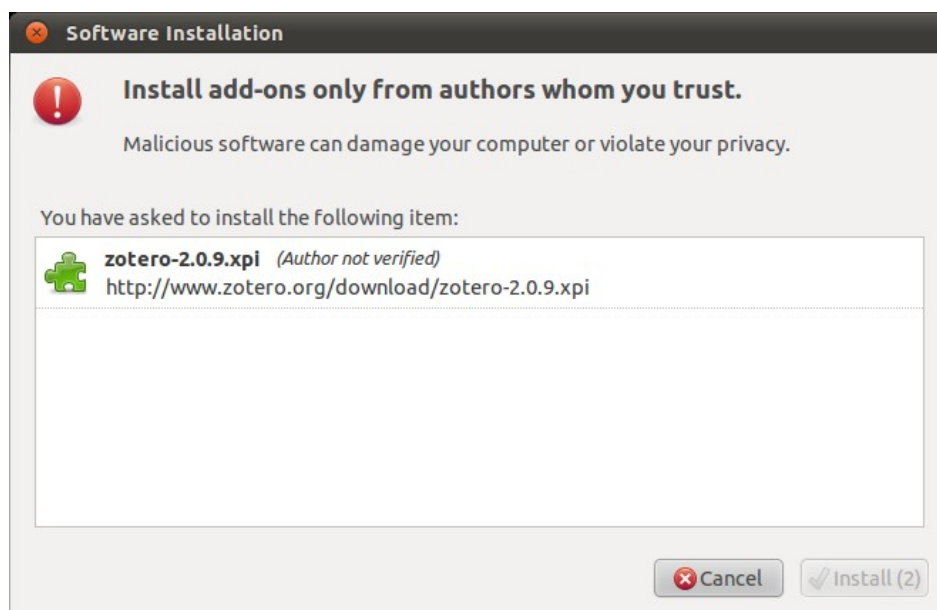 Software Installation
Install add-ons only from authors whom you trust.
Malicious software can damage your computer or violate your privacy.
You have asked to install the following item:
zotero-2.0.9.xpi (Author not verified)
http://www.zotero.org/download/zotero-2.0.9.xpi
Cancel Install (2)